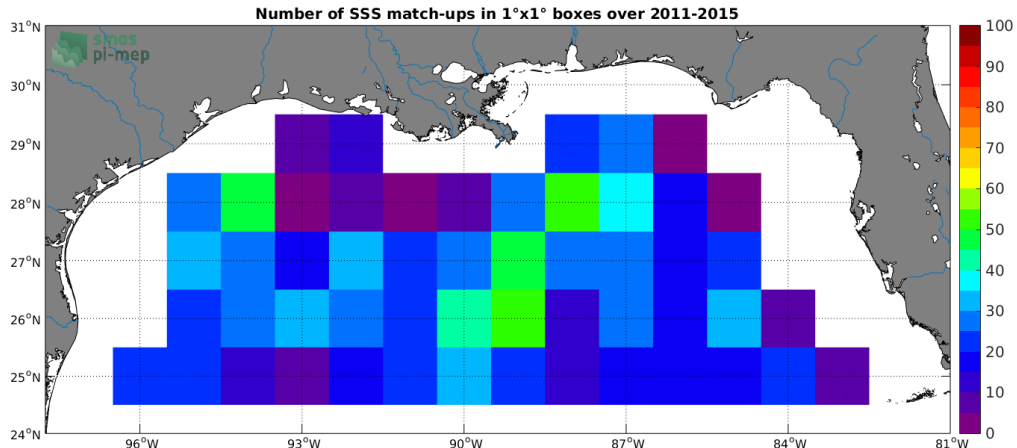 Number of SSS match-ups in 1°x1° boxes over 2011-2015
smos
pi-mep
31°N
30°N
29°N
28°N
27°N
26°N
25°N
24°N
96°W 93°W 90°W 87°W 84°W 81°W
100
90
80
70
60
50
40
30
20
10
0